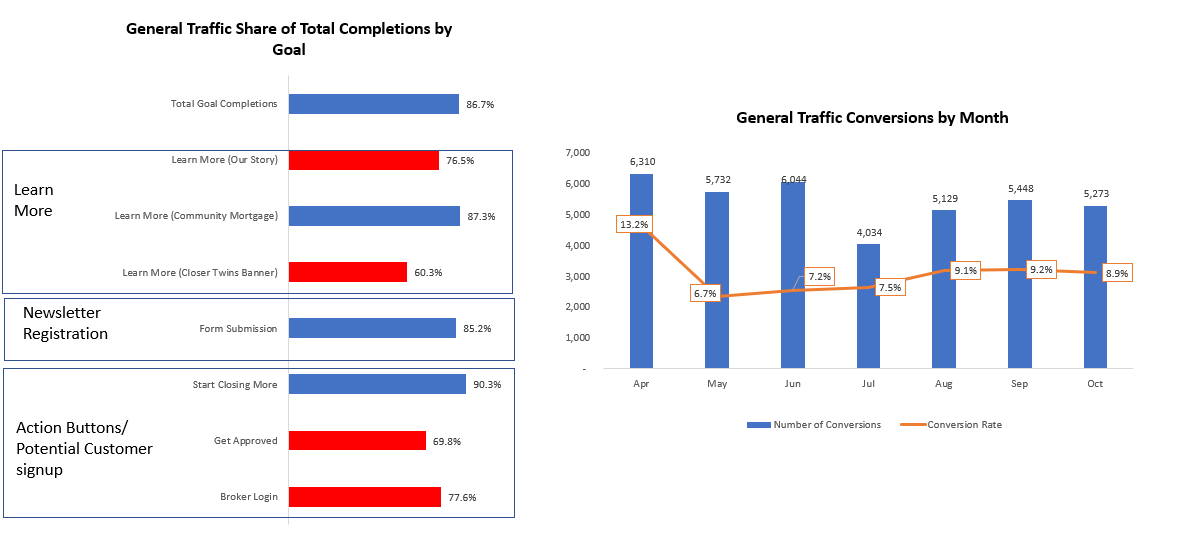 General Traffic Share of Total Completions by
Goal
Total Goal Completions
86.7%
Learn
More
Learn More (Our Story)
76.5%
Learn More (Community Mortgage)
87.3%
Learn More (Closer Twins Banner)
60.3%
Newsletter
Registration
Form Submission
85.2%
Action Buttons/
Potential Customer
signup
Start Closing More
90.3%
Get Approved
69.8%
Broker Login
77.6%
General Traffic Conversions by Month
7,000
6,000
5,000
4,000
3,000
2,000
1,000
-
6,310
5,732
6,044
4,034
5,129
5,448
5,273
13.2%
6.7%
7.2%
7.5%
9.1%
9.2%
8.9%
Apr
May
Jun
Jul
Aug
Sep
Oct
Number of Conversions
Conversion Rate